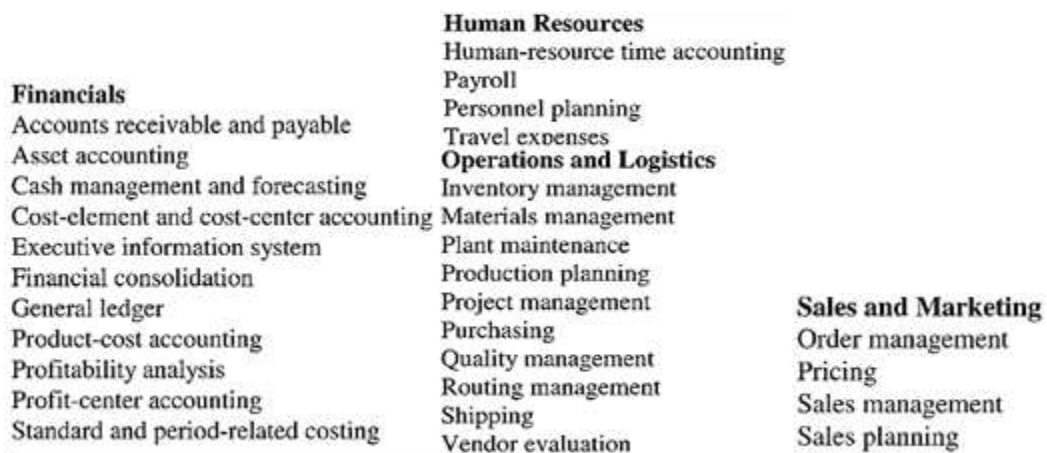 Financials
Accounts receivable and payable
Asset accounting
Cash management and forecasting
Cost-element and cost-center accounting
Executive information system
Financial consolidation
General ledger
Product-cost accounting
Profitability analysis
Profit-center accounting
Standard and period-related costing
Human Resources
Human-resource time accounting
Payroll
Personnel planning
Travel expenses
Operations and Logistics
Inventory management
Materials management
Plant maintenance
Production planning
Project management
Purchasing
Quality management
Routing management
Shipping
Vendor evaluation
Sales and Marketing
Order management
Pricing
Sales management
Sales planning